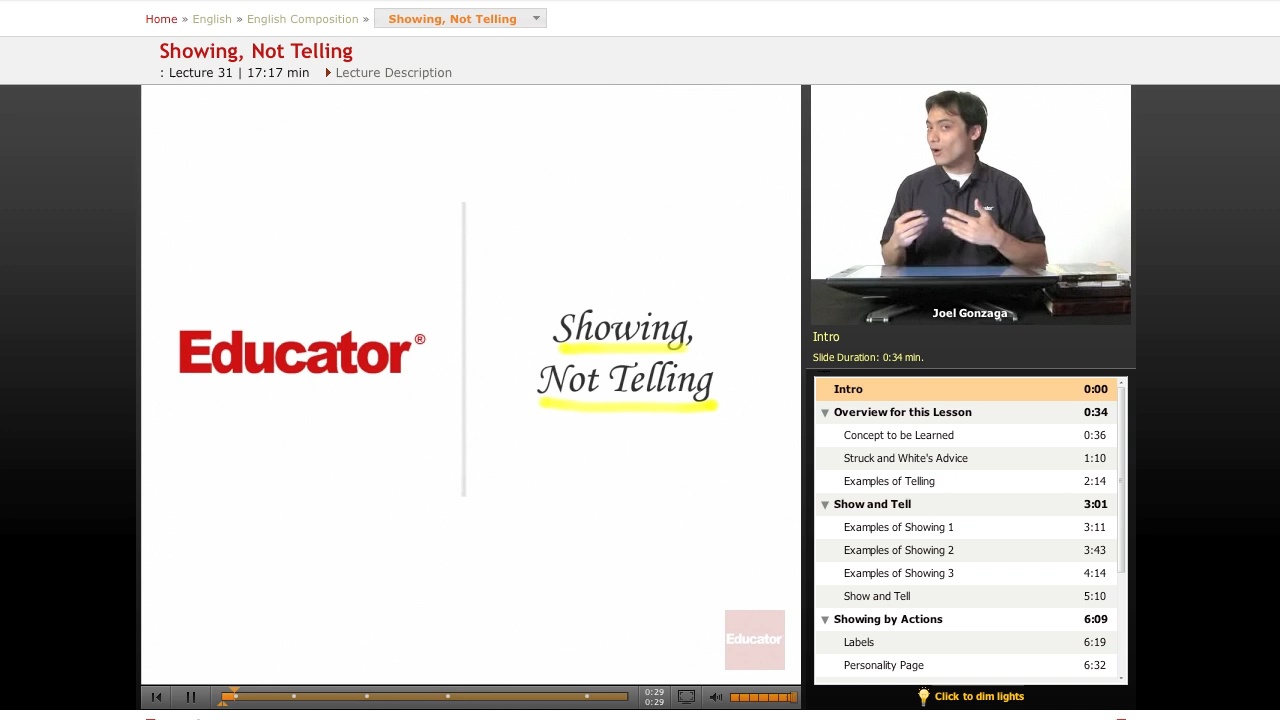 Home » English » English Composition » Showing, Not Telling
Showing, Not Telling
: Lecture 31 | 17:17 min Lecture Description
Educator®
Showing,
Not Telling
Educator
Joel Gonzaga
Intro
Slide Duration: 0:34 min.
Intro 0:00
Overview for this Lesson 0:34
Concept to be Learned 0:36
Struck and White's Advice 1:10
Examples of Telling 2:14
Show and Tell 3:01
Examples of Showing 1 3:11
Examples of Showing 2 3:43
Examples of Showing 3 4:14
Show and Tell 5:10
Showing by Actions 6:09
Labels 6:19
Personality Page 6:32
0:29
0:29
Click to dim lights